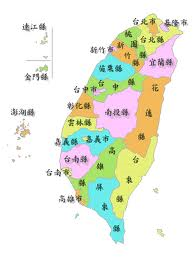 連江縣
台北市
基隆市
台北縣
桃園縣
金門縣
新竹市
宜蘭縣
苗栗縣
台中市
台中縣
澎湖縣
彰化縣
南投縣
花蓮縣
雲林縣
嘉義市
嘉義縣
台南縣
台南市
高雄縣
台東縣
高雄市
屏東縣